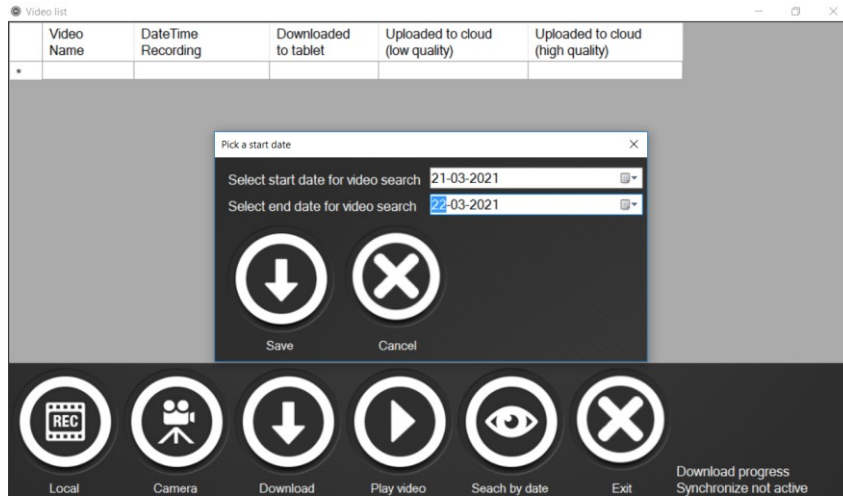 Video list
Video Name
DateTime Recording
Downloaded to tablet
Uploaded to cloud (low quality)
Uploaded to cloud (high quality)
Pick a start date
Select start date for video search 21-03-2021
Select end date for video search 22-03-2021
Save Cancel
REC
Local Camera Download Play video Seach by date Exit
Download progress
Synchronize not active